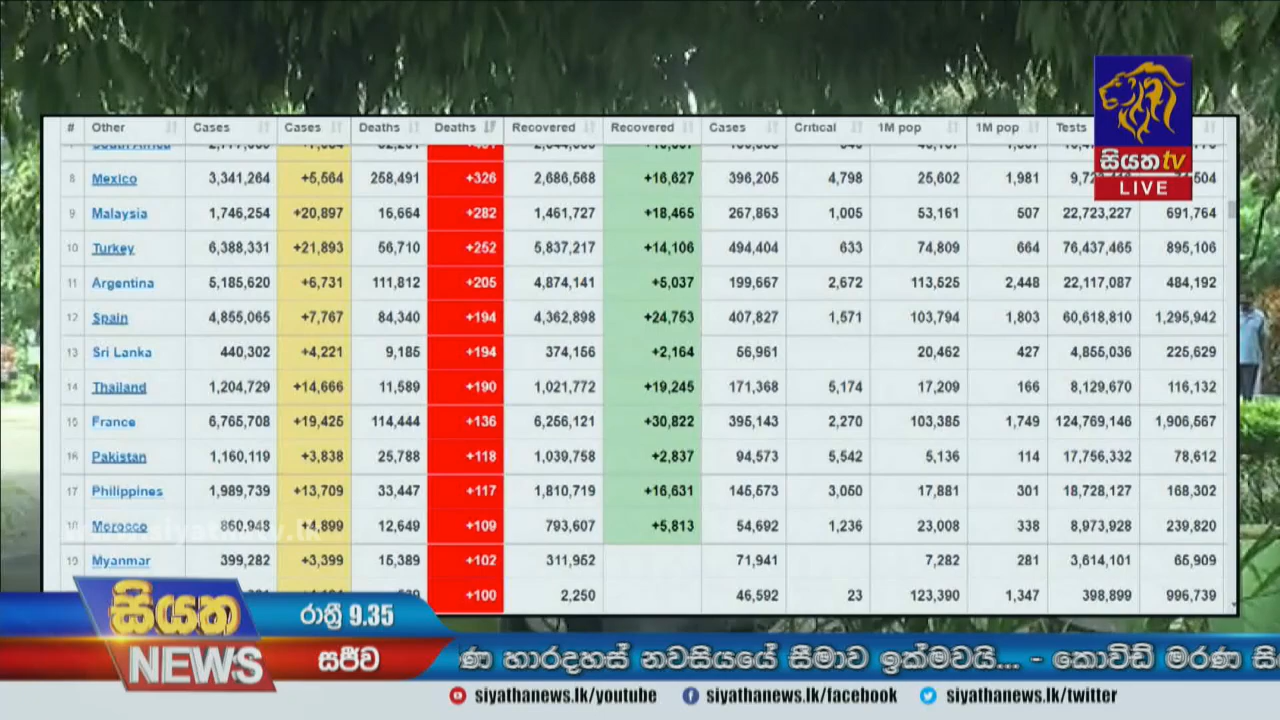 # Other Cases Cases Deaths Deaths Recovered Recovered Cases Critical 1M pop 1M pop Tests
8 Mexico 3,341,264 +5,564 258,491 +326 2,686,568 +16,627 396,205 4,798 25,602 1,981
9 Malaysia 1,746,254 +20,897 16,664 +282 1,461,727 +18,465 267,863 1,005 53,161 507 22,723,227 691,764
10 Turkey 6,388,331 +21,893 56,710 +252 5,837,217 +14,106 494,404 633 74,809 664 76,437,465 895,106
11 Argentina 5,185,620 +6,731 111,812 +205 4,874,141 +5,037 199,667 2,672 113,525 2,448 22,117,087 484,192
12 Spain 4,855,065 +7,767 84,340 +194 4,362,898 +24,753 407,827 1,571 103,794 1,803 60,618,810 1,295,942
13 Sri Lanka 440,302 +4,221 9,185 +194 374,156 +2,164 56,961 20,462 427 4,855,036 225,629
14 Thailand 1,204,729 +14,666 11,589 +190 1,021,772 +19,245 171,368 5,174 17,209 166 8,129,670 116,132
15 France 6,765,708 +19,425 114,444 +136 6,256,121 +30,822 395,143 2,270 103,385 1,749 124,769,146 1,906,567
16 Pakistan 1,160,119 +3,838 25,788 +118 1,039,758 +2,837 94,573 5,542 5,136 114 17,756,332 78,612
17 Philippines 1,989,739 +13,709 33,447 +117 1,810,719 +16,631 145,573 3,050 17,881 301 18,728,127 168,302
18 Morocco 860,948 +4,899 12,649 +109 793,607 +5,813 54,692 1,236 23,008 338 8,973,928 239,820
19 Myanmar 399,282 +3,399 15,389 +102 311,952 71,941 7,282 281 3,614,101 65,909
+100 2,250 46,592 23 123,390 1,347 398,899 996,739
සියත tv
LIVE
සියත
NEWS
රාත්‍රී 9.35
සජීව
හාරදහස් නවසියයේ සීමාව ඉක්මවයි... - කොවිඩ් මරණ
siyathanews.lk/youtube siyathanews.lk/facebook siyathanews.lk/twitter